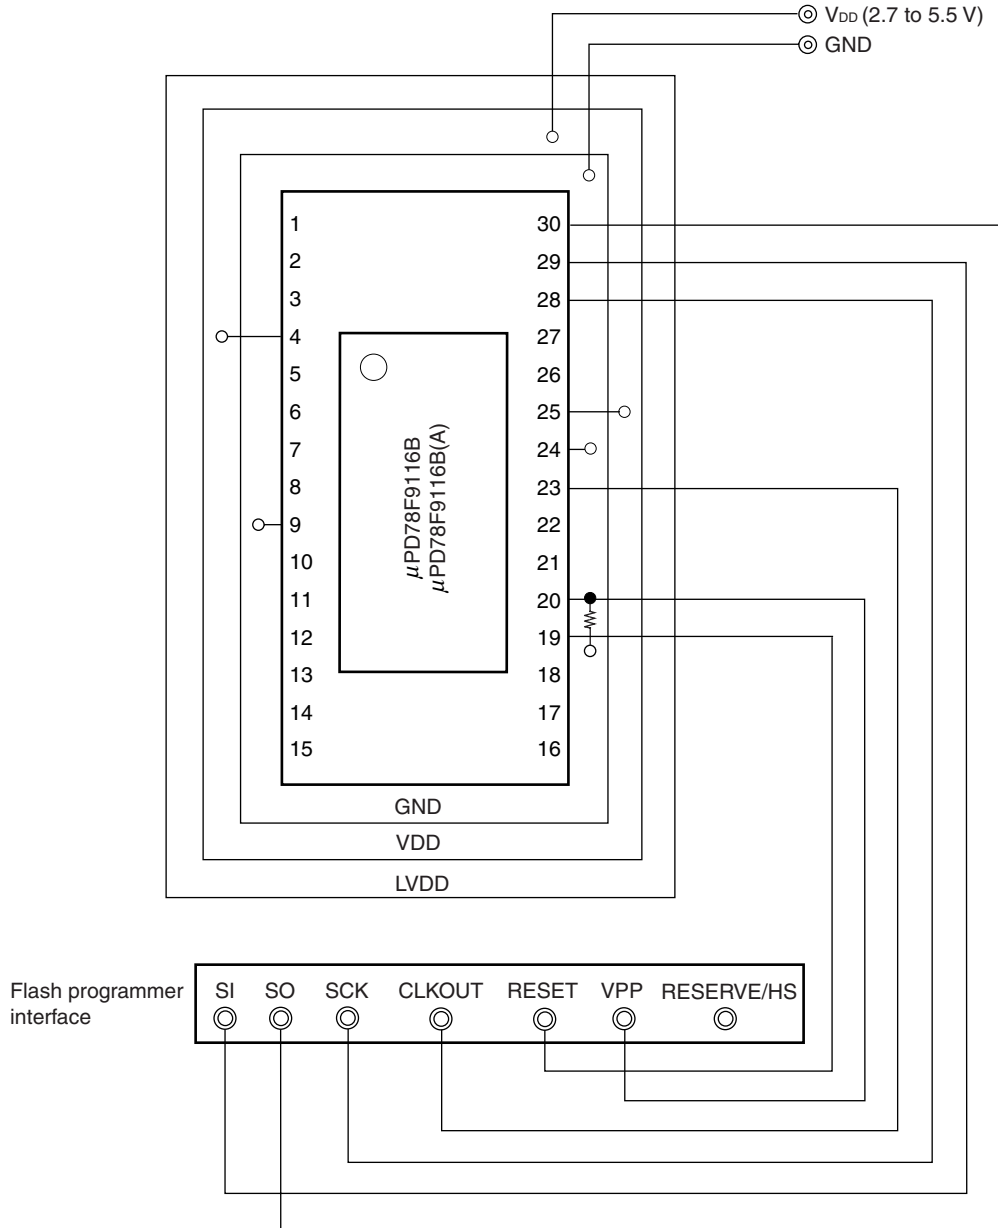 VDD (2.7 to 5.5 V)
GND
1 30
2 29
3 28
4 27
5 26
6 25
7 24
8 23
9 22
10 21
11 20
12 19
13 18
14 17
15 16
μPD78F9116B
μPD78F9116B(A)
GND
VDD
LVDD
Flash programmer
interface
SI SO SCK CLKOUT RESET VPP RESERVE/HS